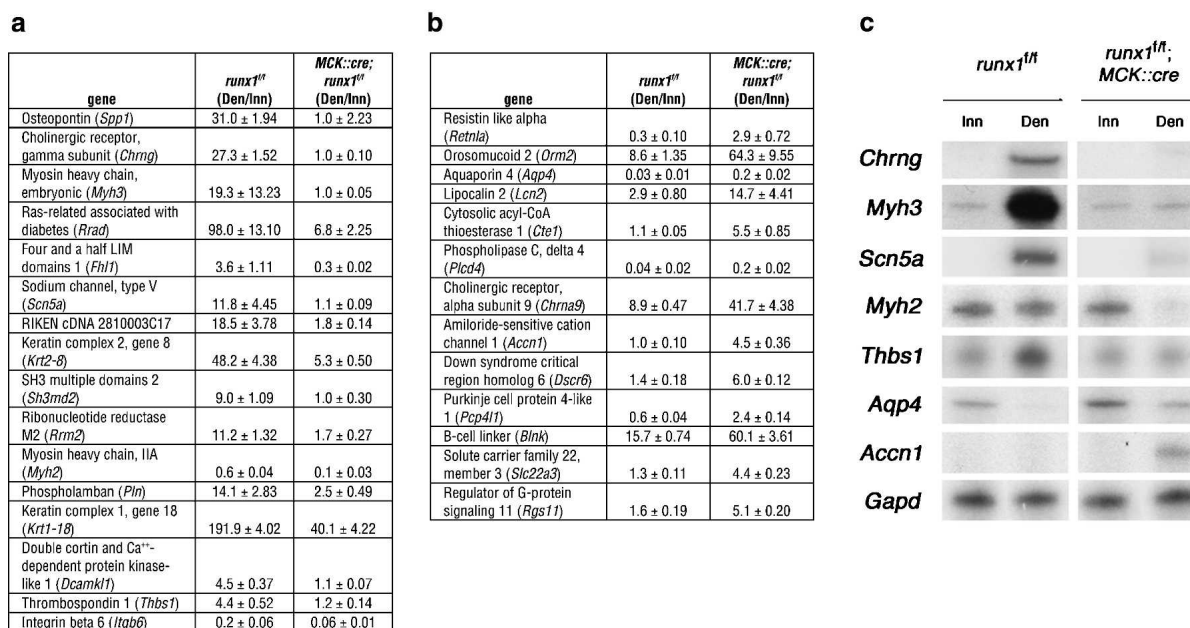 a
gene
runx1f/f (Den/Inn)
MCK::cre; runx1f/f (Den/Inn)
Osteopontin (Spp1) 31.0 ± 1.94 1.0 ± 2.23
Cholinergic receptor,
gamma subunit (Chrng) 27.3 ± 1.52 1.0 ± 0.10
Myosin heavy chain,
embryonic (Myh3) 19.3 ± 13.23 1.0 ± 0.05
Ras-related associated with
diabetes (Rrad) 98.0 ± 13.10 6.8 ± 2.25
Four and a half LIM
domains 1 (Fhl1) 3.6 ± 1.11 0.3 ± 0.02
Sodium channel, type V
(Scn5a) 11.8 ± 4.45 1.1 ± 0.09
RIKEN cDNA 2810003C17 18.5 ± 3.78 1.8 ± 0.14
Keratin complex 2, gene 8
(Krt2-8) 48.2 ± 4.38 5.3 ± 0.50
SH3 multiple domains 2
(Sh3md2) 9.0 ± 1.09 1.0 ± 0.30
Ribonucleotide reductase
M2 (Rrm2) 11.2 ± 1.32 1.7 ± 0.27
Myosin heavy chain, IIA
(Myh2) 0.6 ± 0.04 0.1 ± 0.03
Phospholamban (Pln) 14.1 ± 2.83 2.5 ± 0.49
Keratin complex 1, gene 18
(Krt1-18) 191.9 ± 4.02 40.1 ± 4.22
Double cortin and Ca++-
dependent protein kinase-
like 1 (Dcamkl1) 4.5 ± 0.37 1.1 ± 0.07
Thrombospondin 1 (Thbs1) 4.4 ± 0.52 1.2 ± 0.14
Integrin beta 6 (Itgb6) 0.2 ± 0.06 0.06 ± 0.01
b
gene
runx1f/f (Den/Inn)
MCK::cre; runx1f/f (Den/Inn)
Resistin like alpha
(Retnla) 0.3 ± 0.10 2.9 ± 0.72
Orosomucoid 2 (Orm2) 8.6 ± 1.35 64.3 ± 9.55
Aquaporin 4 (Aqp4) 0.03 ± 0.01 0.2 ± 0.02
Lipocalin 2 (Lcn2) 2.9 ± 0.80 14.7 ± 4.41
Cytosolic acyl-CoA
thioesterase 1 (Cte1) 1.1 ± 0.05 5.5 ± 0.85
Phospholipase C, delta 4
(Plcd4) 0.04 ± 0.02 0.2 ± 0.02
Cholinergic receptor,
alpha subunit 9 (Chrna9) 8.9 ± 0.47 41.7 ± 4.38
Amiloride-sensitive cation
channel 1 (Accn1) 1.0 ± 0.10 4.5 ± 0.36
Down syndrome critical
region homolog 6 (Dscr6) 1.4 ± 0.18 6.0 ± 0.12
Purkinje cell protein 4-like
1 (Pcp4l1) 0.6 ± 0.04 2.4 ± 0.14
B-cell linker (Blnk) 15.7 ± 0.74 60.1 ± 3.61
Solute carrier family 22,
member 3 (Slc22a3) 1.3 ± 0.11 4.4 ± 0.23
Regulator of G-protein
signaling 11 (Rgs11) 1.6 ± 0.19 5.1 ± 0.20
c
runx1f/f
runx1f/f;
MCK::cre
Inn Den Inn Den
Chrng
Myh3
Scn5a
Myh2
Thbs1
Aqp4
Accn1
Gapd